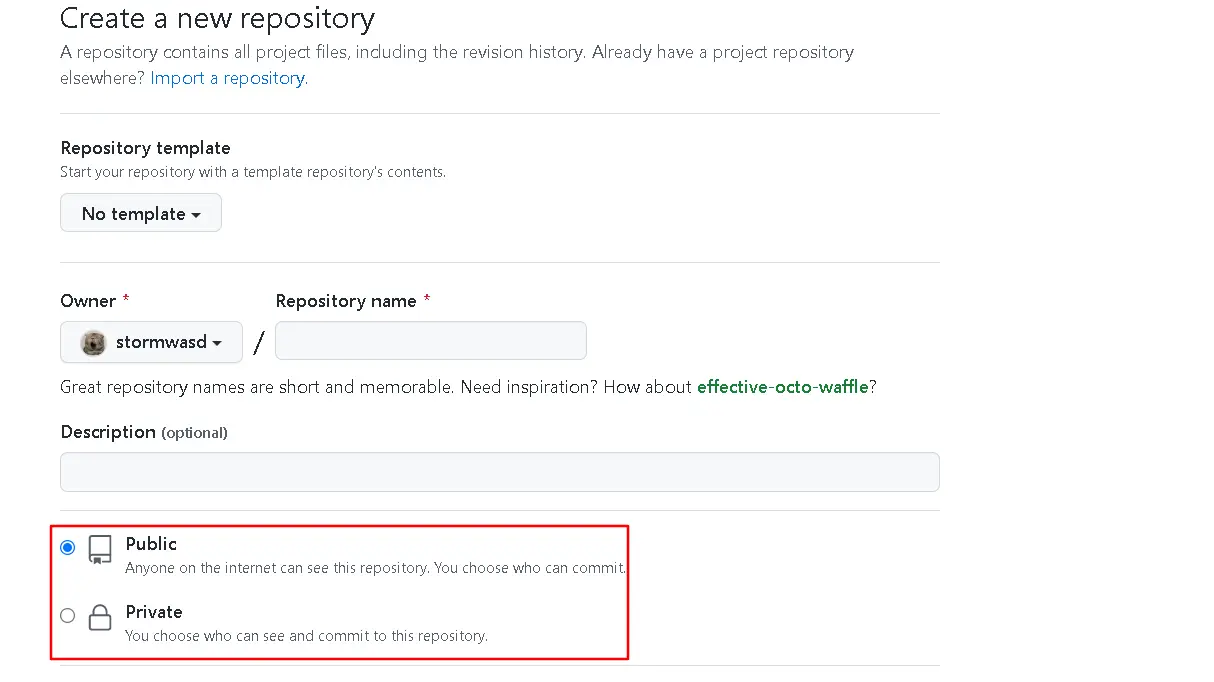 Create a new repository
A repository contains all project files, including the revision history. Already have a project repository
elsewhere? Import a repository.
Repository template
Start your repository with a template repository's contents.
No template
Owner * Repository name *
stormwasd /
Great repository names are short and memorable. Need inspiration? How about effective-octo-waffle?
Description (optional)
Public
Anyone on the internet can see this repository. You choose who can commit.
Private
You choose who can see and commit to this repository.